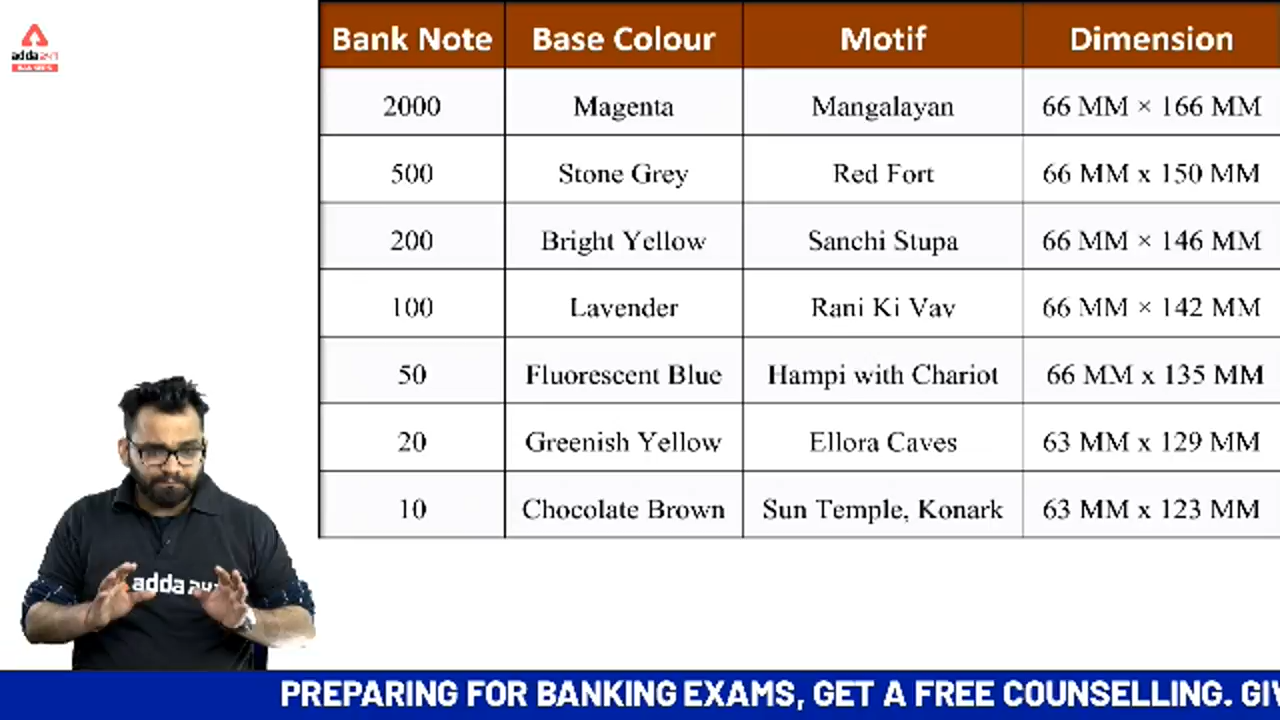 adda247
Bank Note Base Colour Motif Dimension
2000 Magenta Mangalayan 66 MM × 166 MM
500 Stone Grey Red Fort 66 MM x 150 MM
200 Bright Yellow Sanchi Stupa 66 MM × 146 MM
100 Lavender Rani Ki Vav 66 MM × 142 MM
50 Fluorescent Blue Hampi with Chariot 66 MM x 135 MM
20 Greenish Yellow Ellora Caves 63 MM x 129 MM
10 Chocolate Brown Sun Temple, Konark 63 MM x 123 MM
adda247
PREPARING FOR BANKING EXAMS, GET A FREE COUNSELLING.